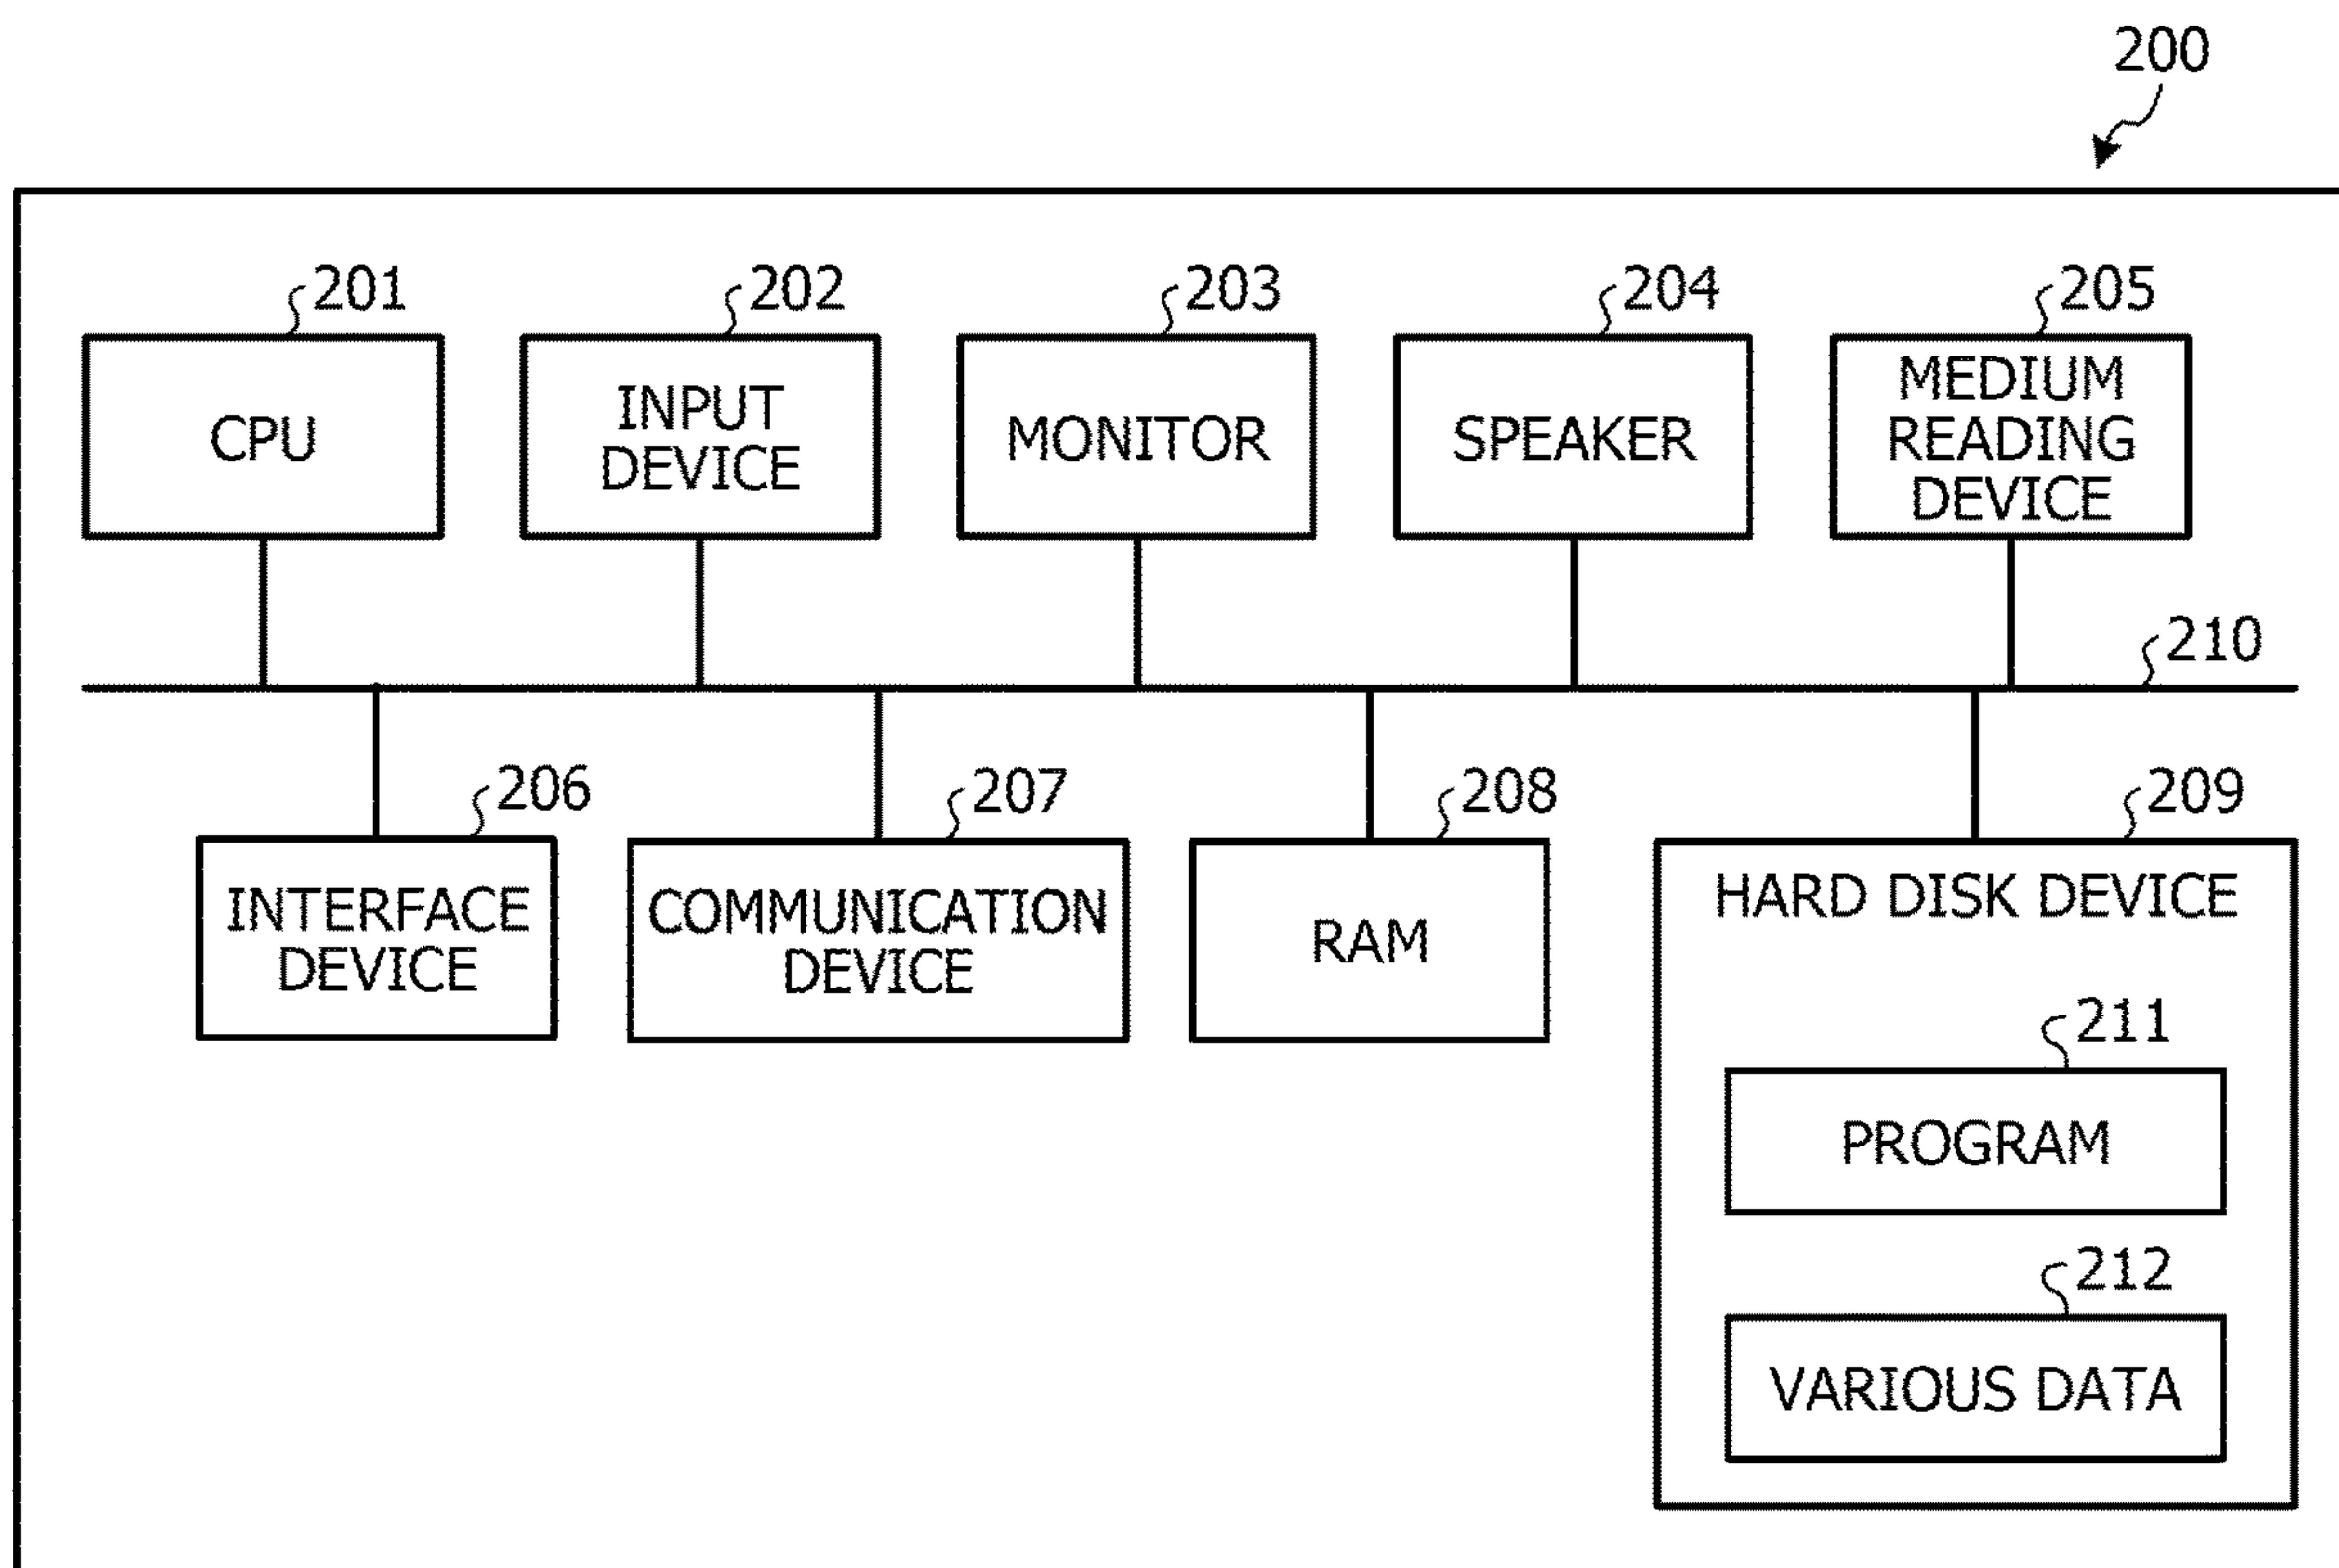 200
201
202
203
204
205
CPU
INPUT
DEVICE
MONITOR
SPEAKER
MEDIUM
READING
DEVICE
210
206
207
208
209
INTERFACE
DEVICE
COMMUNICATION
DEVICE
RAM
HARD DISK DEVICE
211
PROGRAM
212
VARIOUS DATA